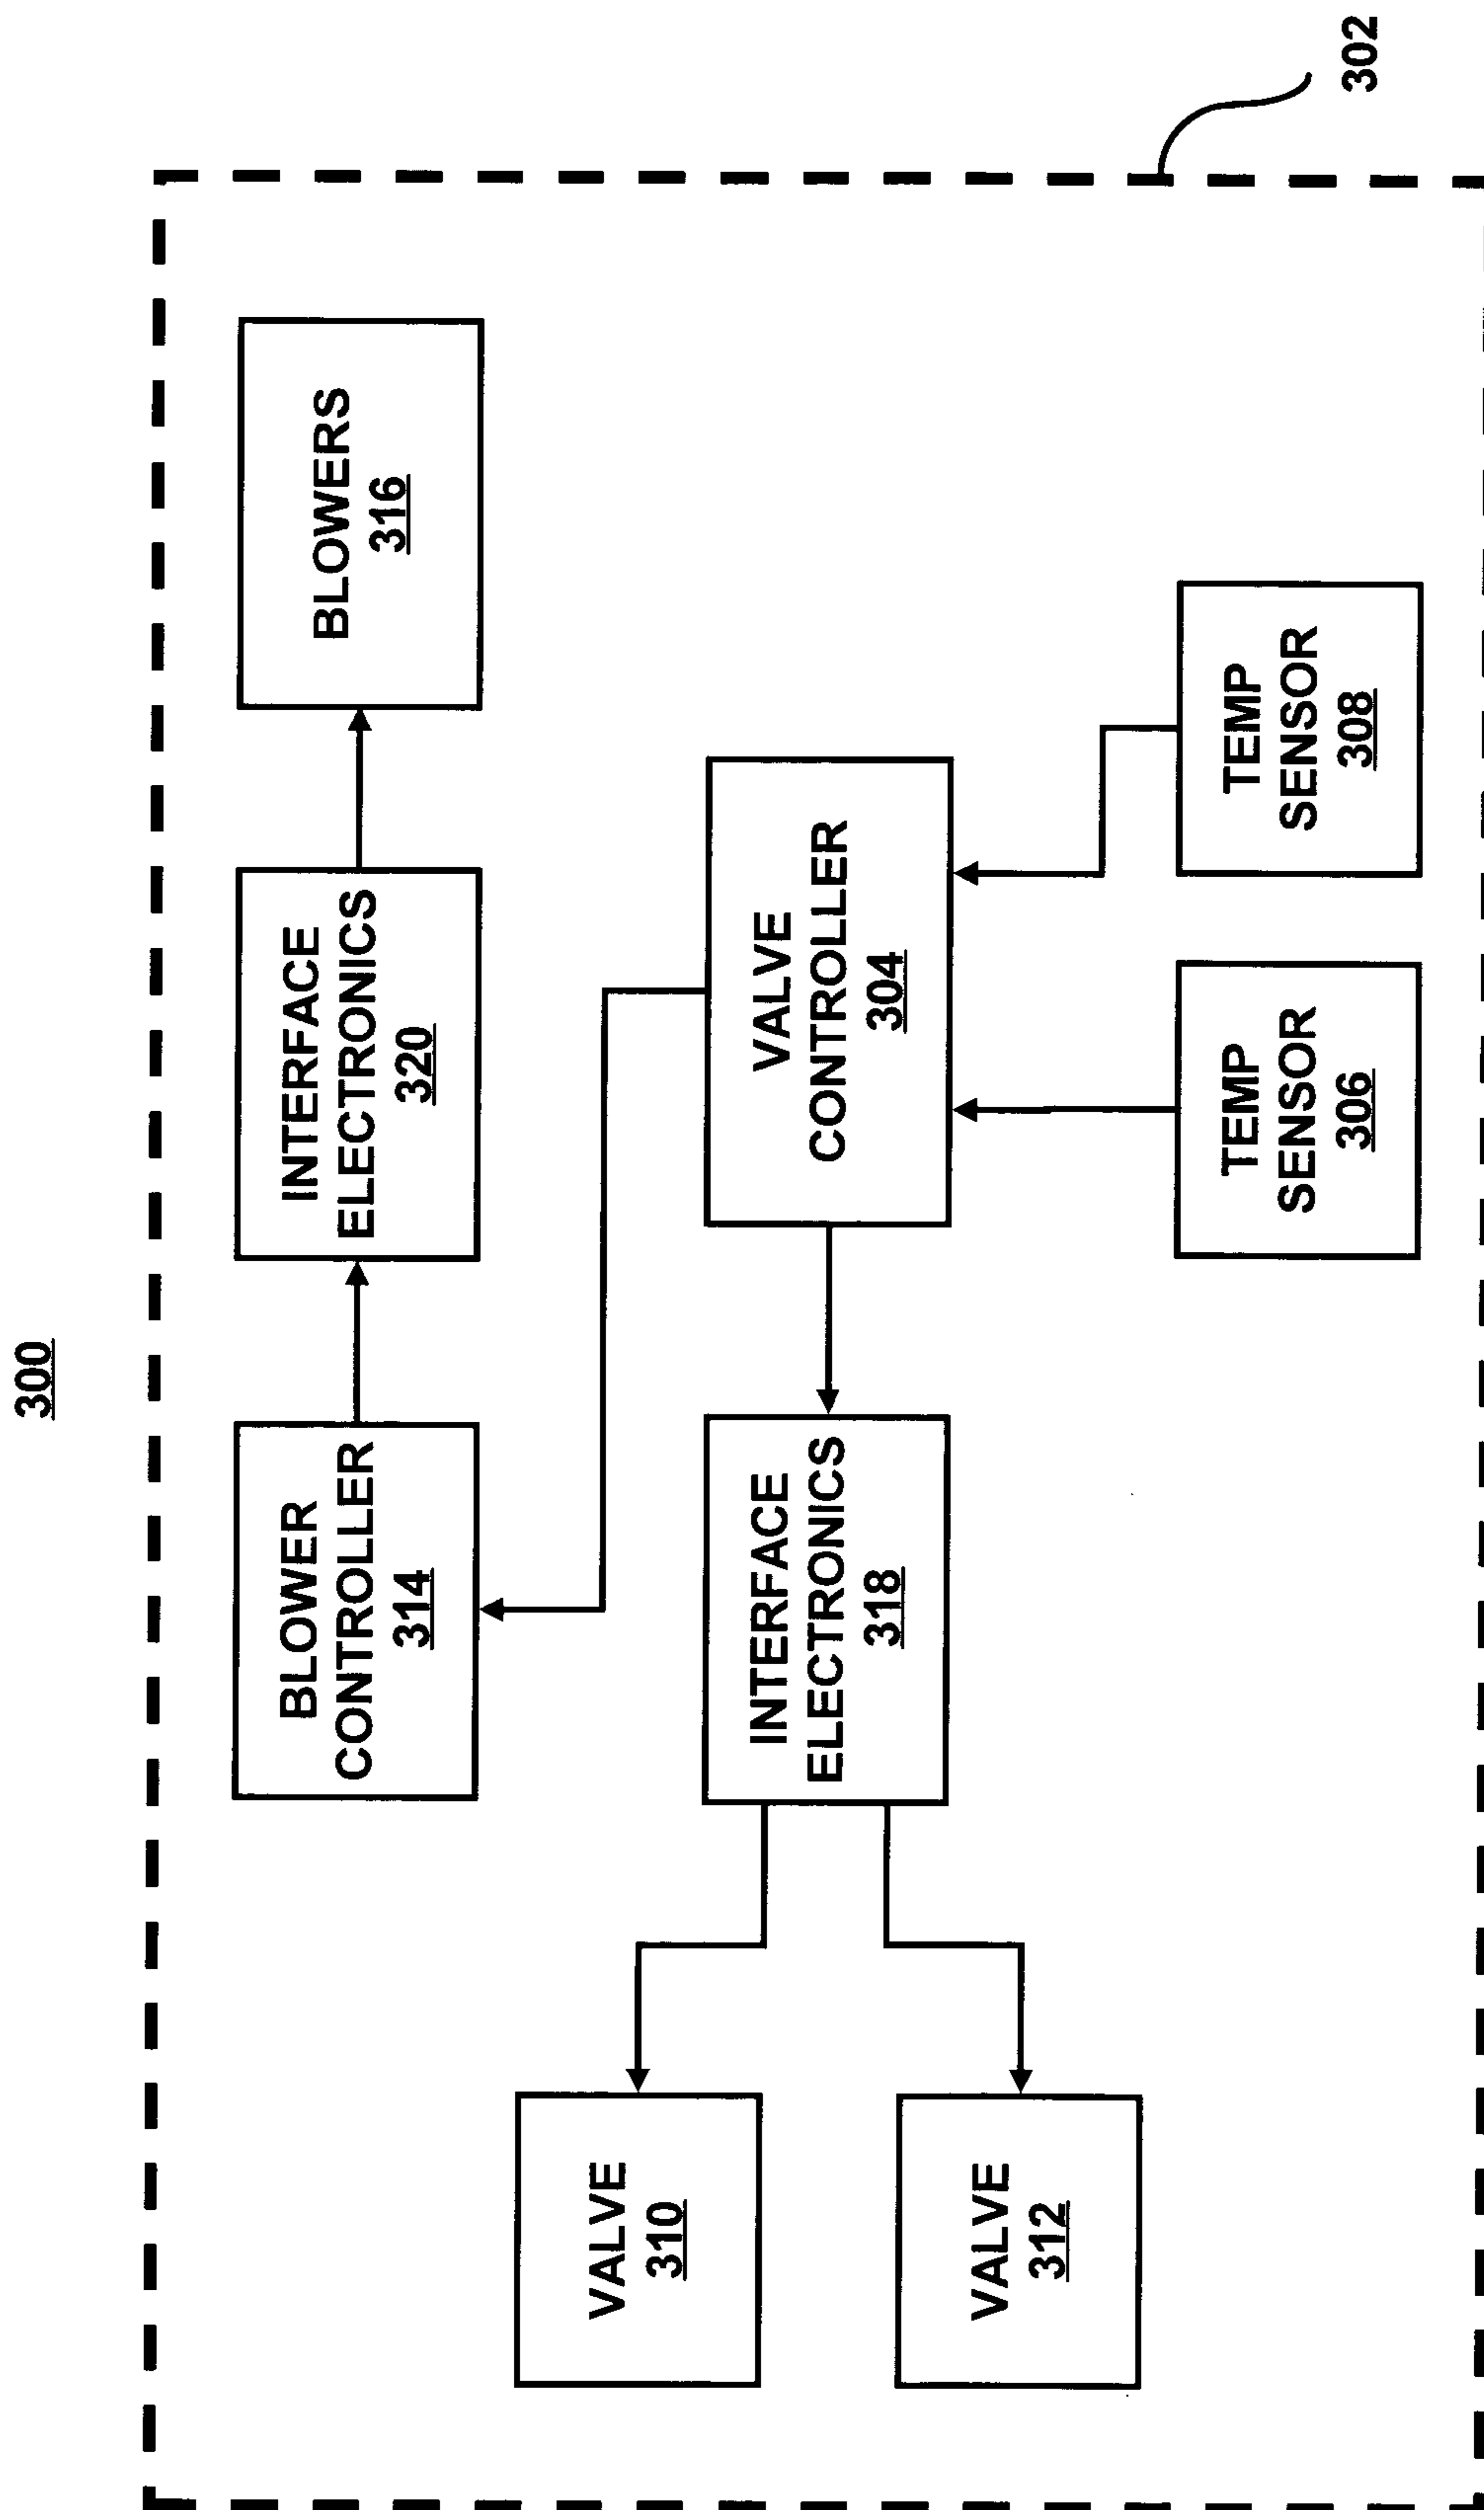 300
BLOWER
CONTROLLER
314
INTERFACE
ELECTRONICS
320
BLOWERS
316
VALVE
310
VALVE
312
INTERFACE
ELECTRONICS
318
VALVE
CONTROLLER
304
TEMP
SENSOR
306
TEMP
SENSOR
308
302